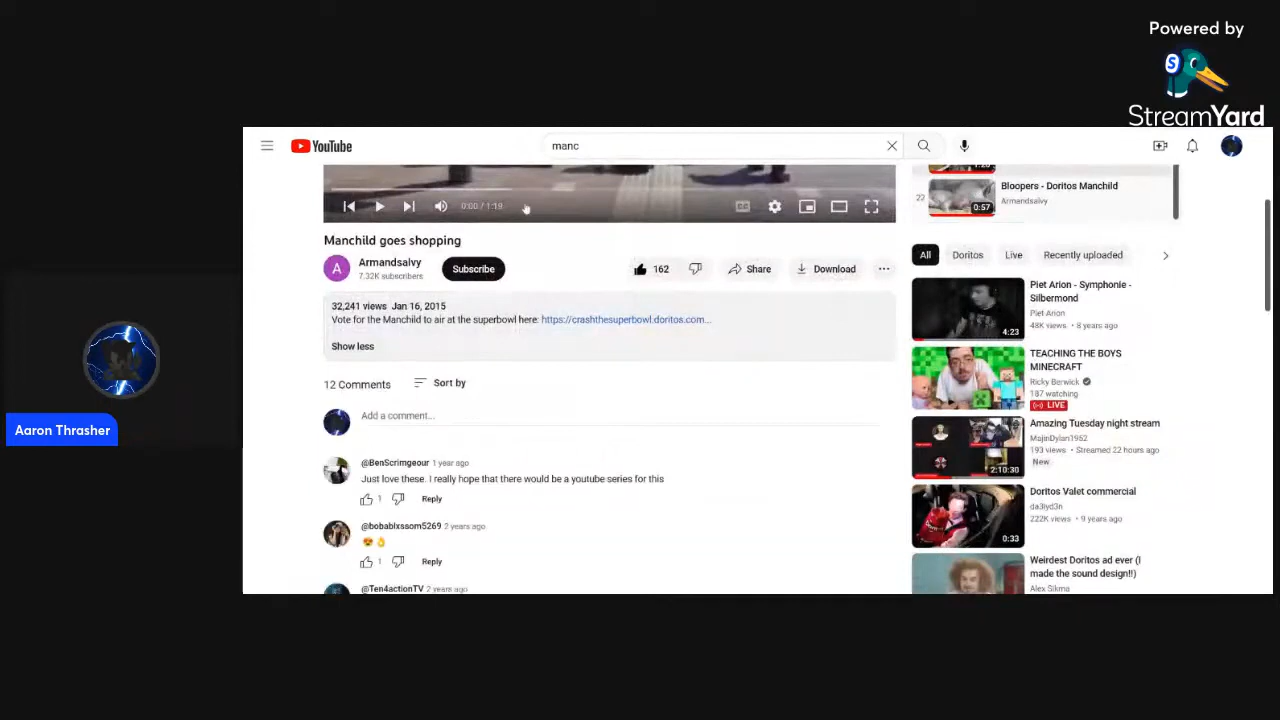 Powered by
StreamYard
YouTube
manc
0:00 / 1:19
CC
Manchild goes shopping
A
Armandsalvy
7.32K subscribers
Subscribe
162
Share
Download
32,241 views Jan 16, 2015
Vote for the Manchild to air at the superbowl here: https://crashthesuperbowl.doritos.com...
Show less
12 Comments
Sort by
Add a comment...
@BenScrimgeour 1 year ago
Just love these. I really hope that there would be a youtube series for this
1
Reply
@bobablxssom5269 2 years ago
😍👌
1
Reply
@Ten4actionTV 2 years ago
22
0:57
Bloopers - Doritos Manchild
Armandsalvy
All
Doritos
Live
Recently uploaded
4:23
Piet Arion - Symphonie -
Silbermond
Piet Arion
48K views • 8 years ago
TEACHING THE BOYS
MINECRAFT
Ricky Berwick
187 watching
LIVE
2:10:30
Amazing Tuesday night stream
MajinDylan1952
193 views • Streamed 22 hours ago
New
0:33
Doritos Valet commercial
da3lyd3n
222K views • 9 years ago
Weirdest Doritos ad ever (I
made the sound design!!)
Alex Sikma
Aaron Thrasher
S